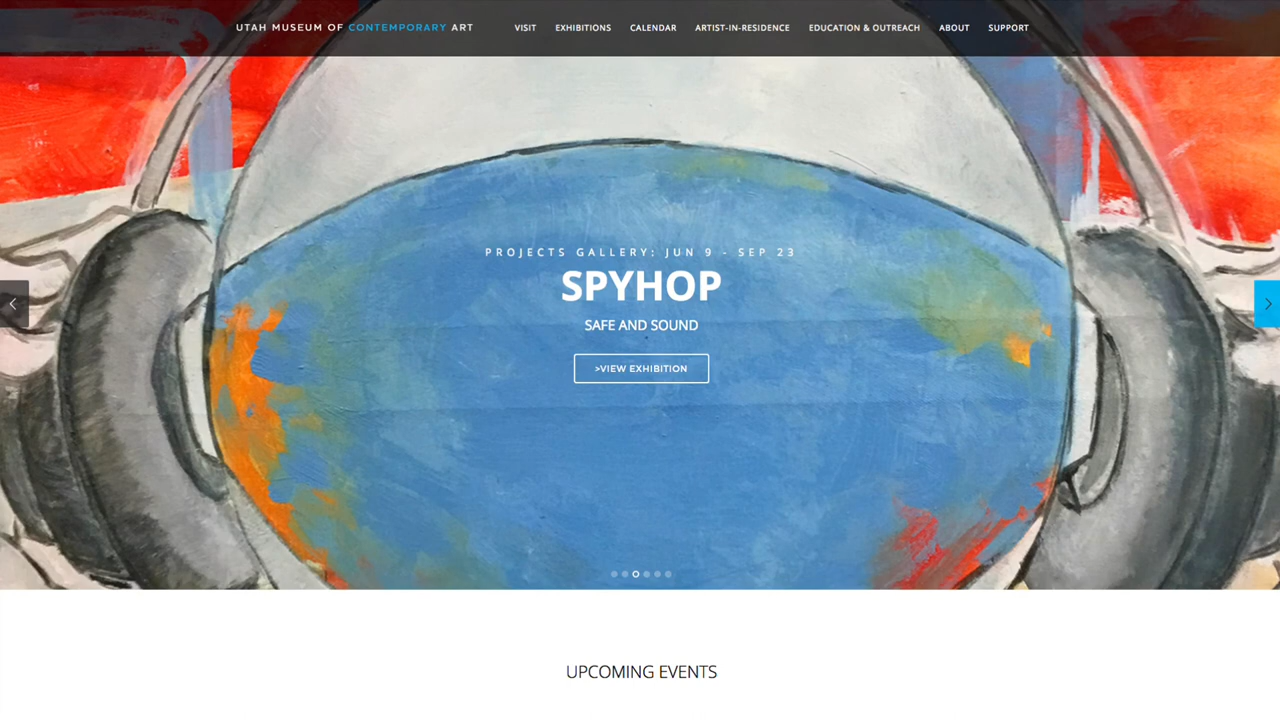 UTAH MUSEUM OF CONTEMPORARY ART VISIT EXHIBITIONS CALENDAR ARTIST-IN-RESIDENCE EDUCATION & OUTREACH ABOUT SUPPORT
PROJECTS GALLERY: JUN 9 - SEP 23
SPYHOP
SAFE AND SOUND
>VIEW EXHIBITION
UPCOMING EVENTS